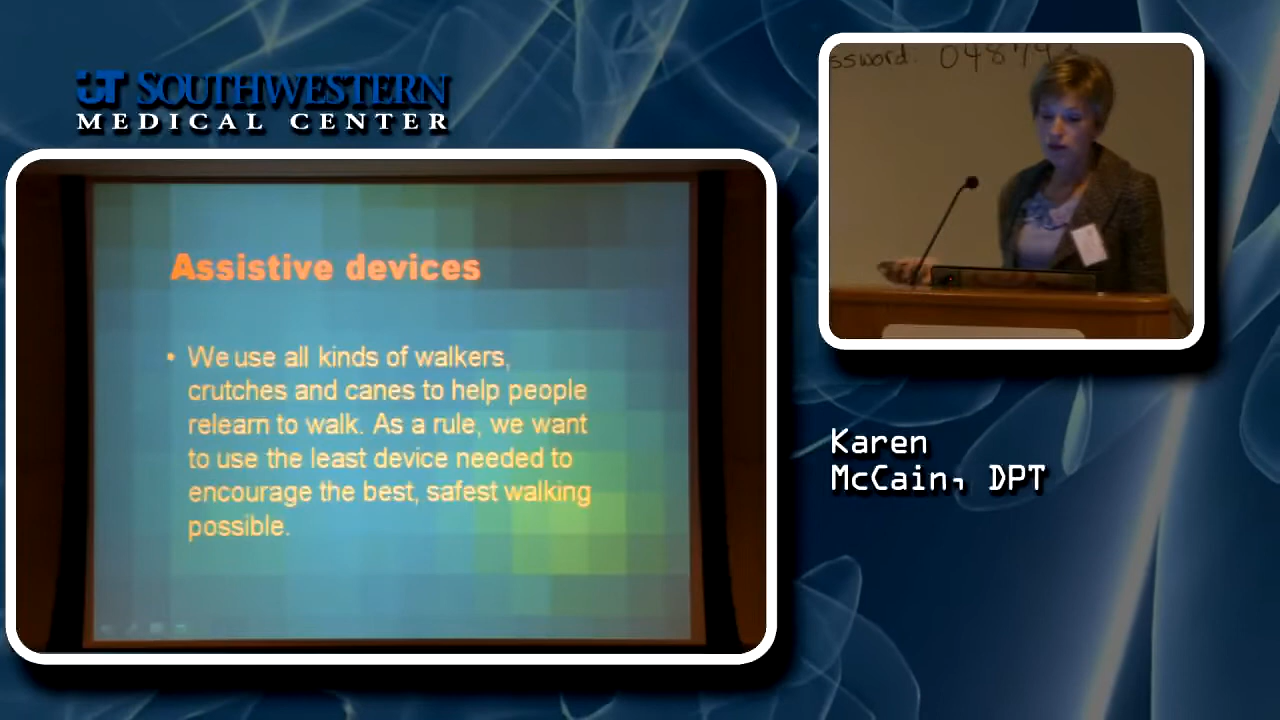 UT SOUTHWESTERN
MEDICAL CENTER
Assistive devices
• We use all kinds of walkers,
crutches and canes to help people
relearn to walk. As a rule, we want
to use the least device needed to
encourage the best, safest walking
possible.
ssword.
Karen
McCain, DPT